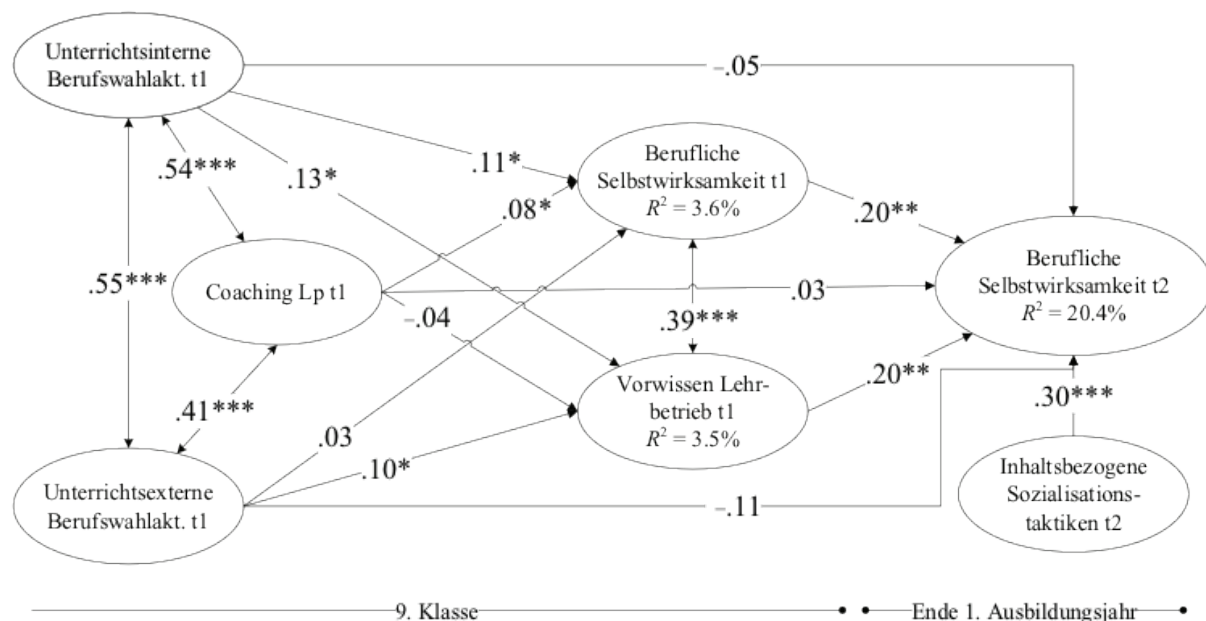 Unterrichtsinterne
Berufswahlakt. t1
–.05
.54***
.13*
.11*
.08*
Berufliche
Selbstwirksamkeit t1
R² = 3.6%
.20**
.55***
Coaching Lp t1
–.04
.03
.39***
Berufliche
Selbstwirksamkeit t2
R² = 20.4%
.41***
.03
.10*
Vorwissen Lehr-
betrieb t1
R² = 3.5%
.20**
.30***
Unterrichtsexterne
Berufswahlakt. t1
–.11
Inhaltsbezogene
Sozialisations-
taktiken t2
9. Klasse
Ende 1. Ausbildungsjahr